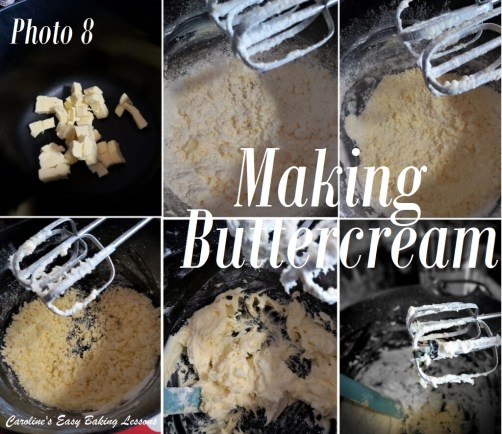 Photo 8
Making
Buttercream
Caroline's Easy Baking Lessons